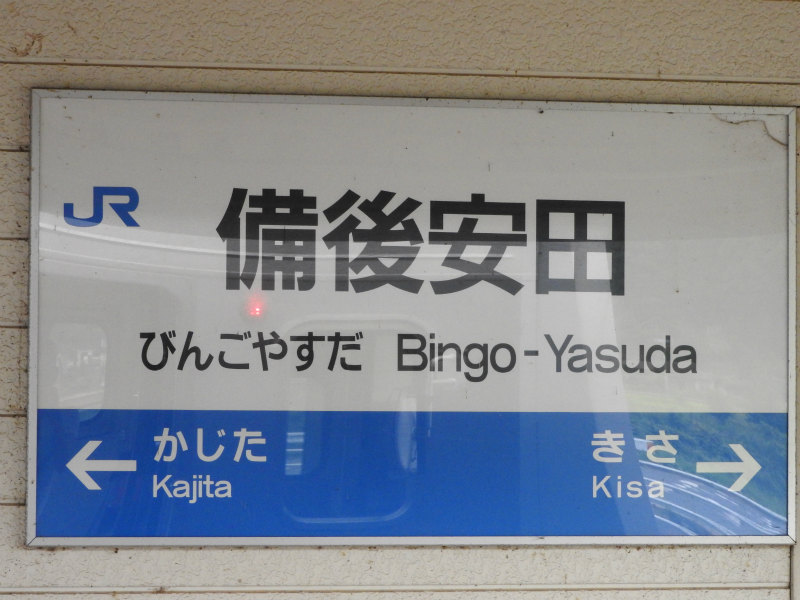 JR
備後安田
びんごやすだ Bingo-Yasuda
← かじた きさ →
Kajita Kisa